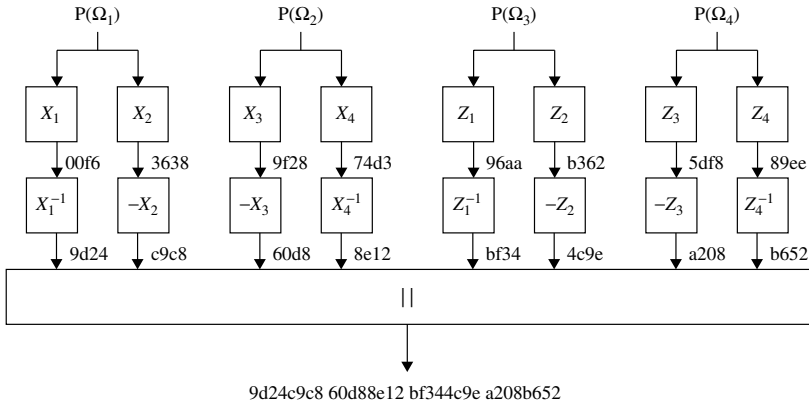 P(Ω₁) P(Ω₂) P(Ω₃) P(Ω₄)
X₁ X₂ X₃ X₄ Z₁ Z₂ Z₃ Z₄
00f6 3638 9f28 74d3 96aa b362 5df8 89ee
X₁⁻¹ –X₂ –X₃ X₄⁻¹ Z₁⁻¹ –Z₂ –Z₃ Z₄⁻¹
9d24 c9c8 60d8 8e12 bf34 4c9e a208 b652
||
9d24c9c8 60d88e12 bf344c9e a208b652